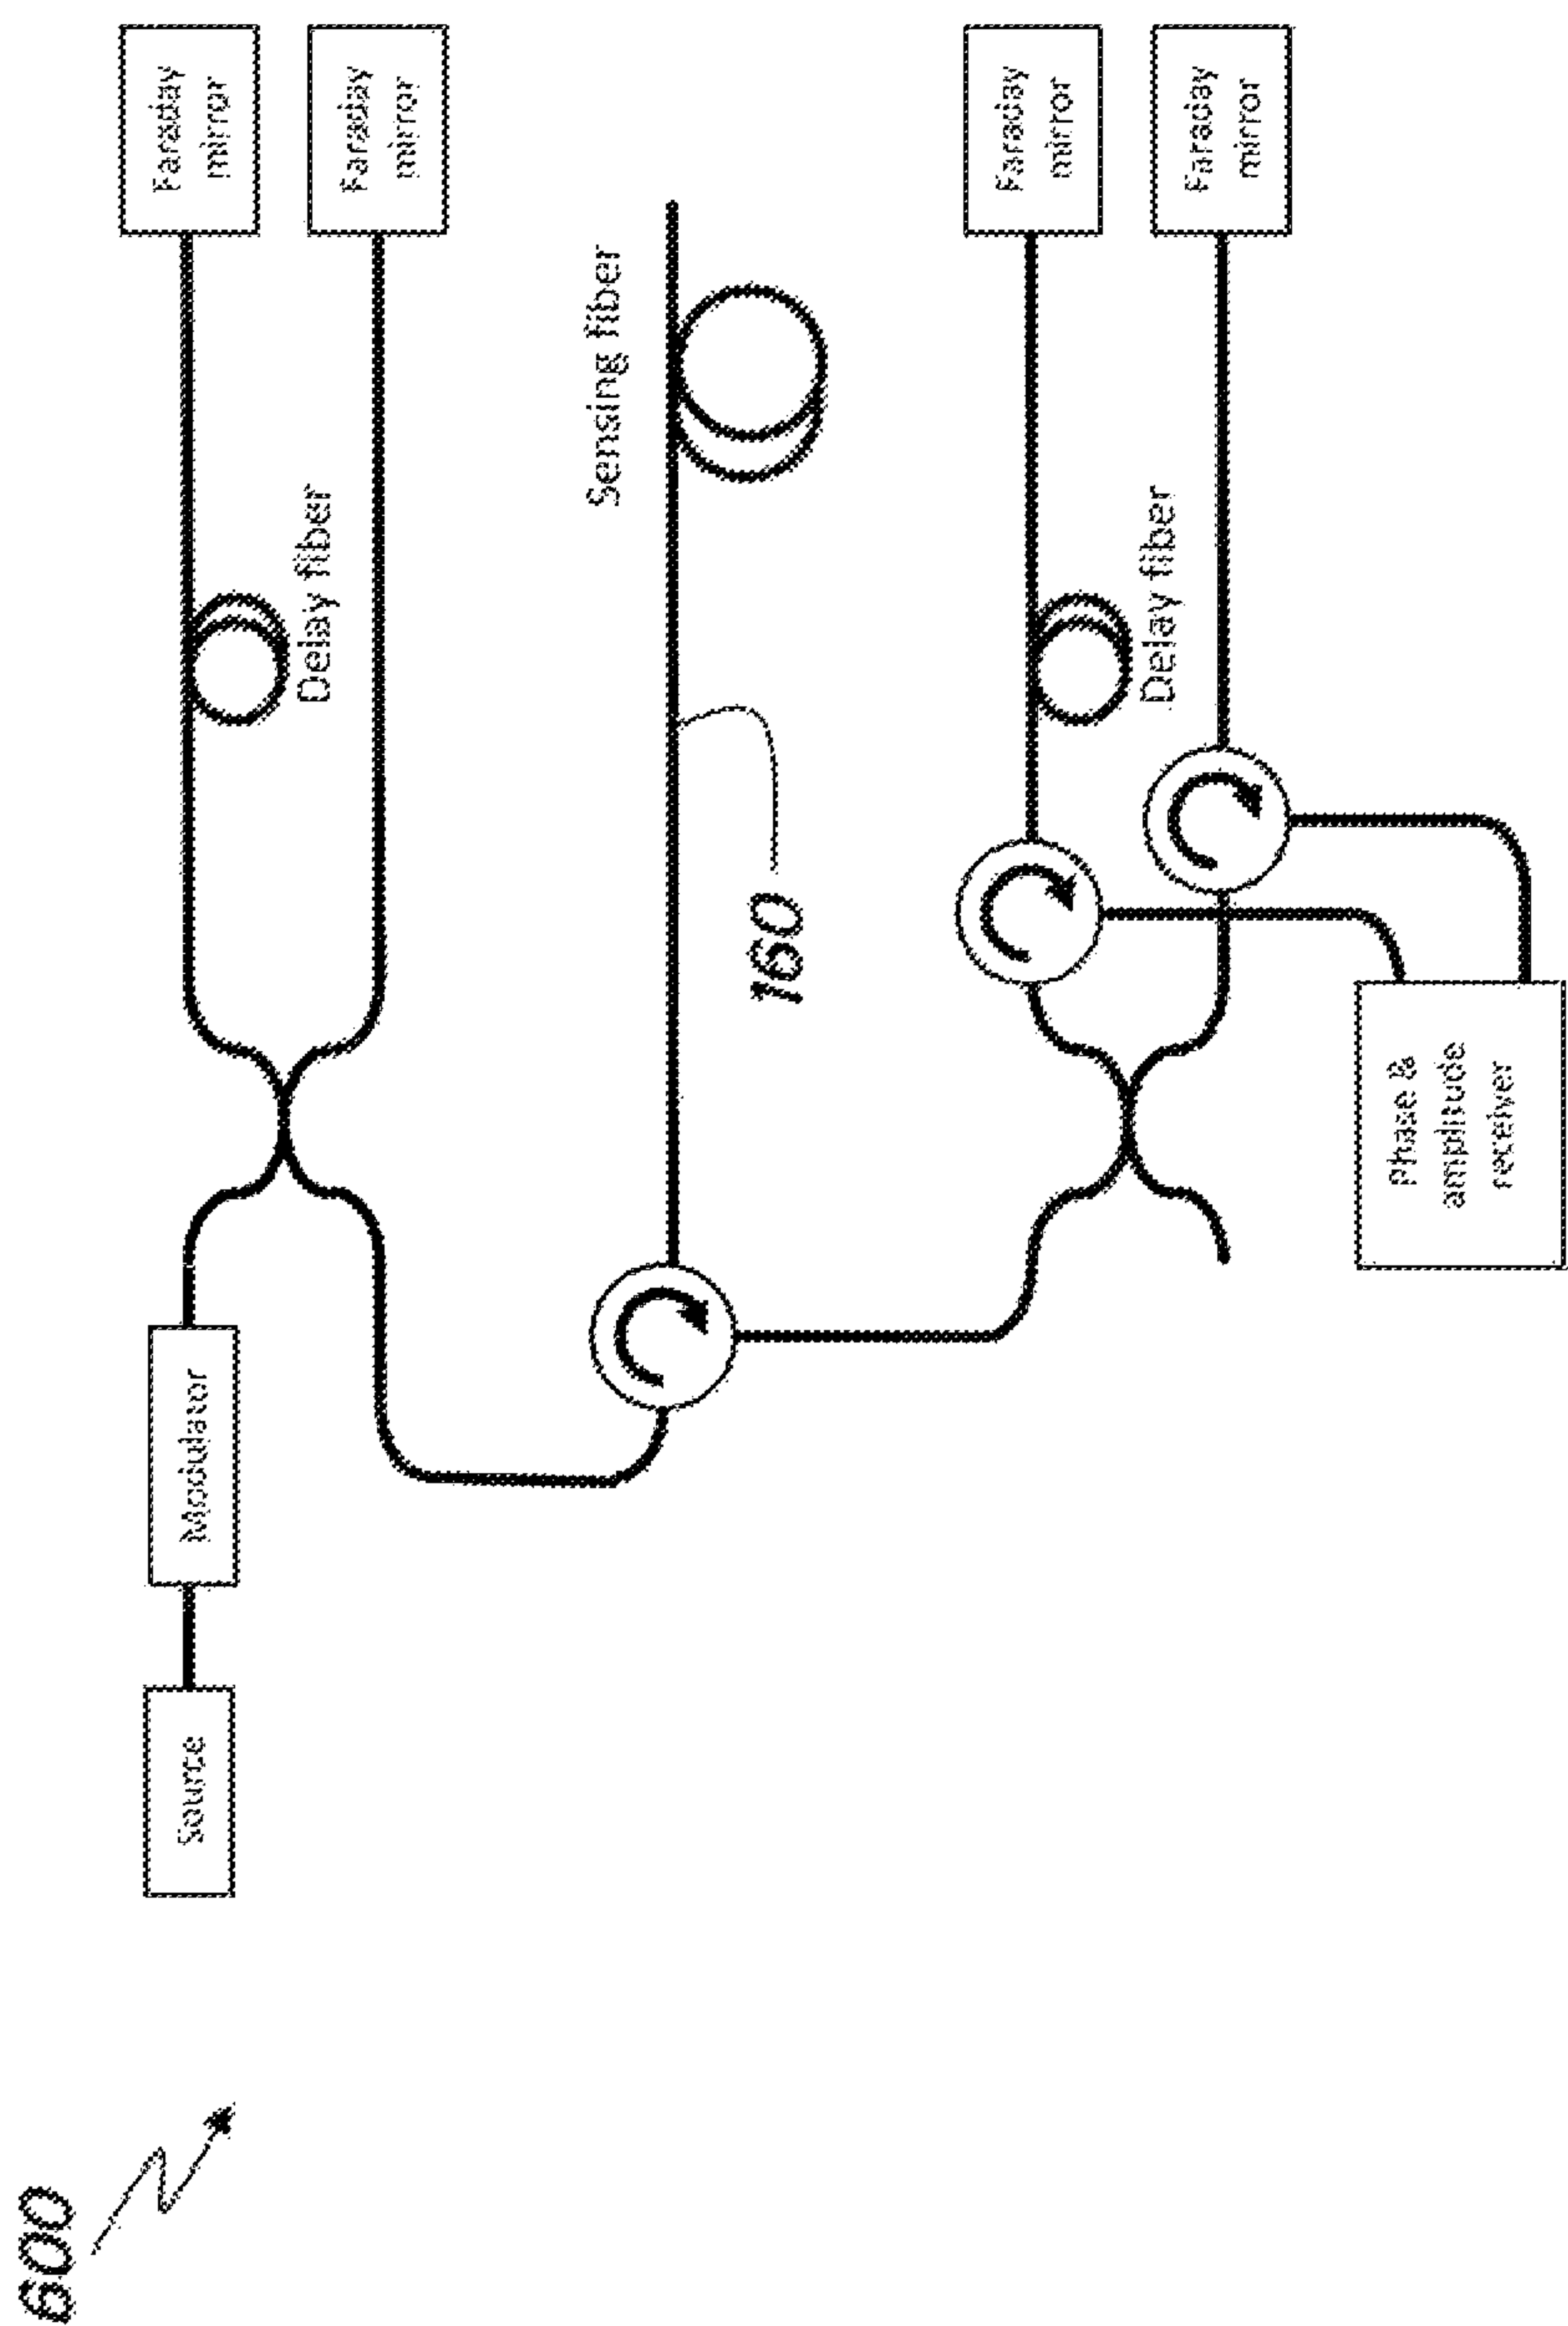 600
Source
Modulator
Delay fiber
Faraday
mirror
Faraday
mirror
160
Sensing fiber
Phase &
amplitude
receiver
Delay fiber
Faraday
mirror
Faraday
mirror